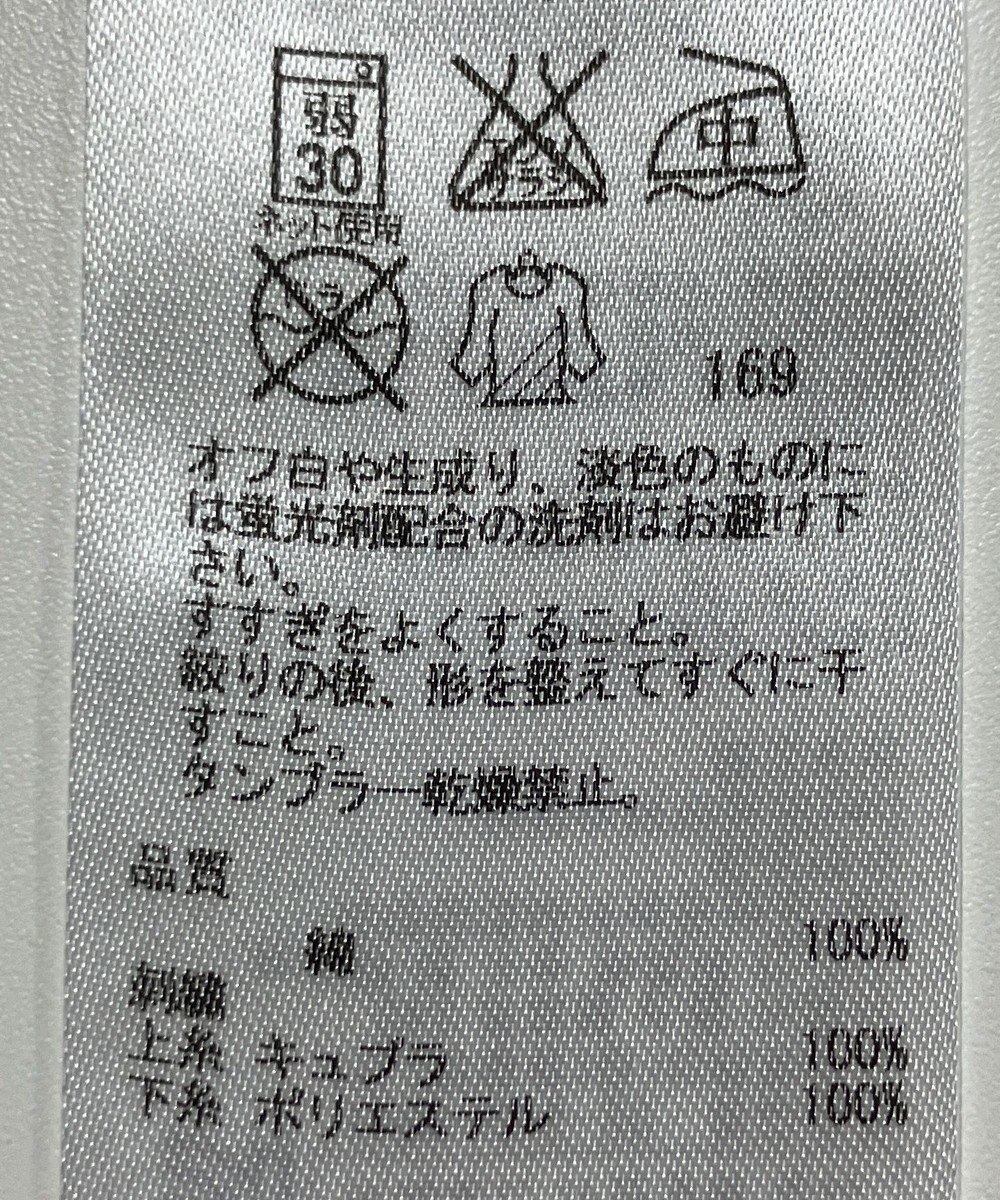 弱 中
30
ネット使用
169
オフ白や生成り、淡色のものに
は蛍光剤配合の洗剤はお避け下
さい。
すすぎをよくすること。
絞りの後、形を整えてすぐに干
すこと。
タンブラー乾燥禁止。
品質
綿 100%
刺繍
上糸 キュプラ 100%
下糸 ポリエステル 100%